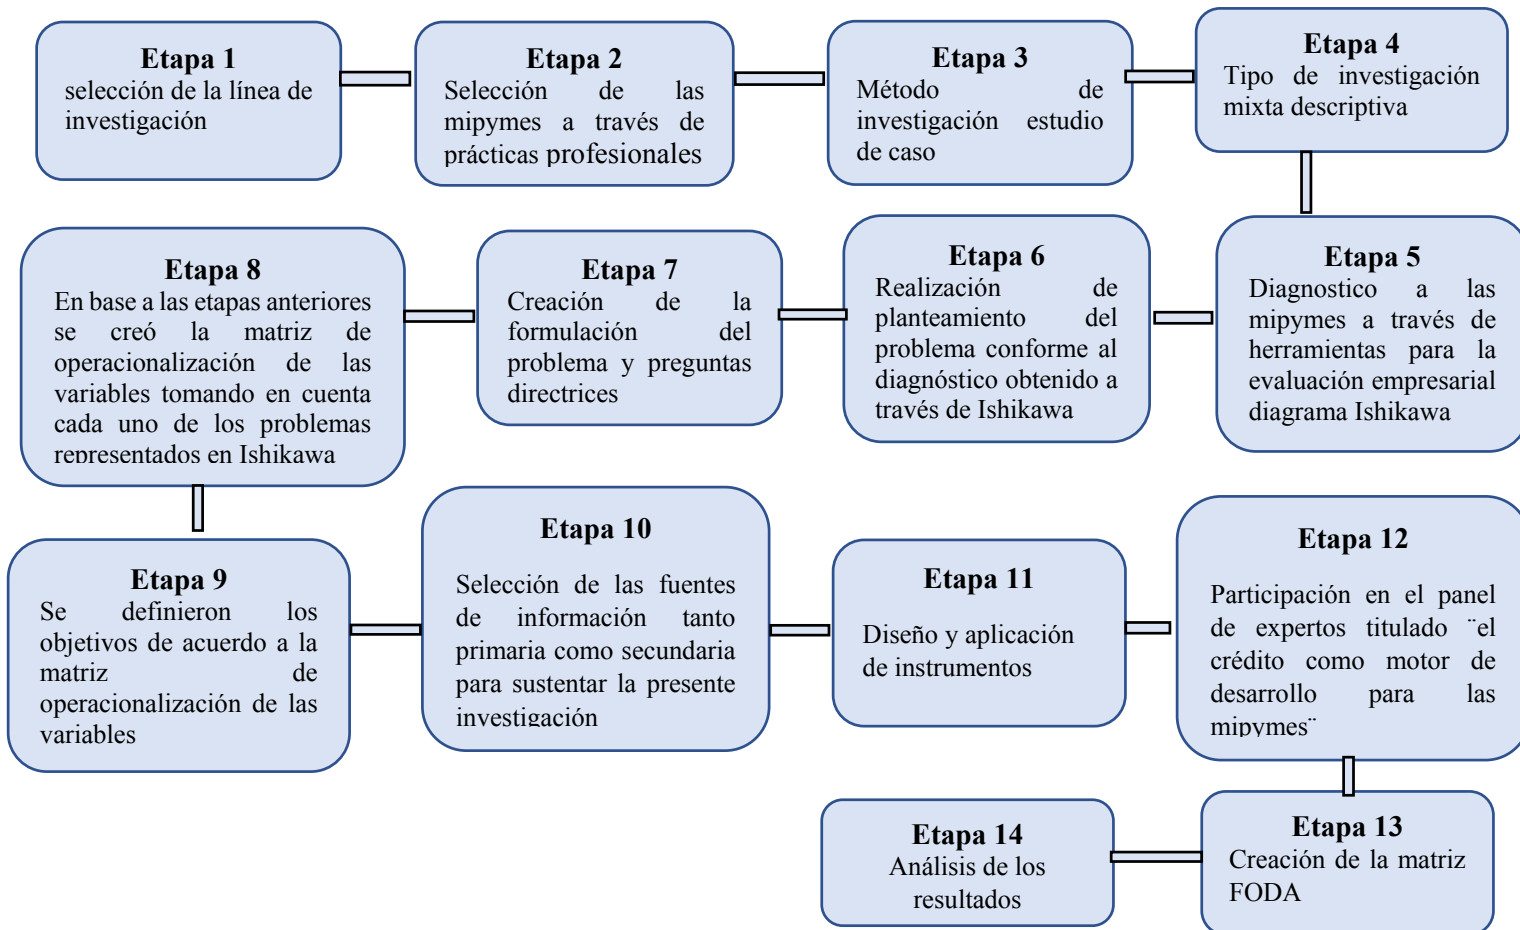 Etapa 1
selección de la línea de
investigación
Etapa 2
Selección de las
mipymes a través de
prácticas profesionales
Etapa 3
Método de
investigación estudio
de caso
Etapa 4
Tipo de investigación
mixta descriptiva
Etapa 5
Diagnostico a las
mipymes a través de
herramientas para la
evaluación empresarial
diagrama Ishikawa
Etapa 6
Realización de
planteamiento del
problema conforme al
diagnóstico obtenido a
través de Ishikawa
Etapa 7
Creación de la
formulación del
problema y preguntas
directrices
Etapa 8
En base a las etapas anteriores
se creó la matriz de
operacionalización de las
variables tomando en cuenta
cada uno de los problemas
representados en Ishikawa
Etapa 9
Se definieron los
objetivos de acuerdo a la
matriz de
operacionalización de las
variables
Etapa 10
Selección de las fuentes
de información tanto
primaria como secundaria
para sustentar la presente
investigación
Etapa 11
Diseño y aplicación
de instrumentos
Etapa 12
Participación en el panel
de expertos titulado ¨el
crédito como motor de
desarrollo para las
mipymes¨
Etapa 13
Creación de la matriz
FODA
Etapa 14
Análisis de los
resultados